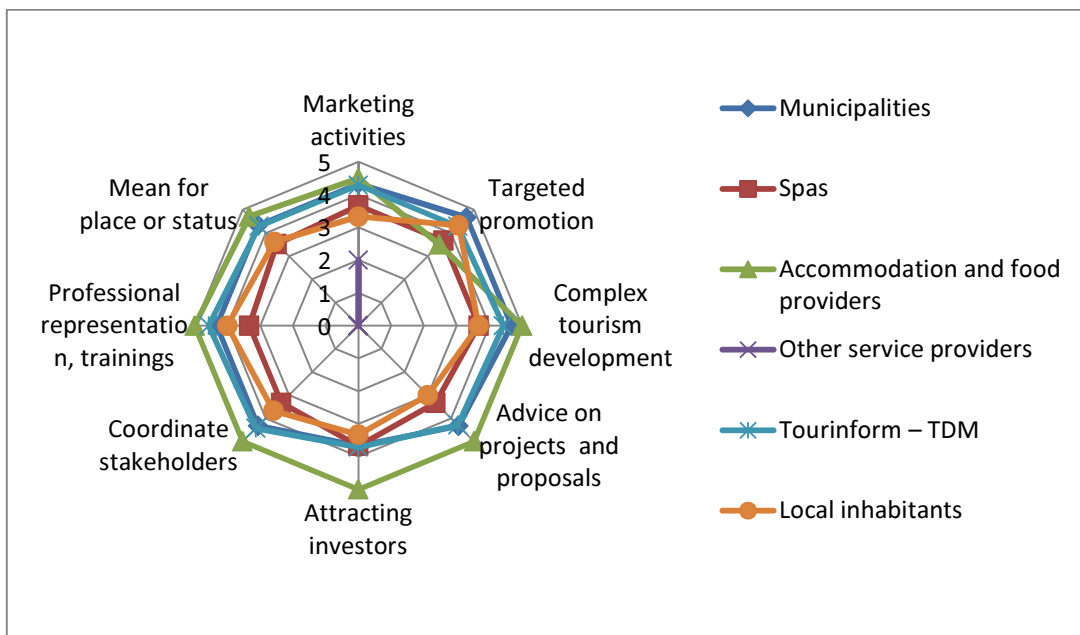 Marketing
activities
Targeted
promotion
Complex
tourism
development
Advice on
projects and
proposals
Attracting
investors
Coordinate
stakeholders
Professional
representatio
n, trainings
Mean for
place or status
5
4
3
2
1
0
Municipalities
Spas
Accommodation and food
providers
Other service providers
Tourinform – TDM
Local inhabitants